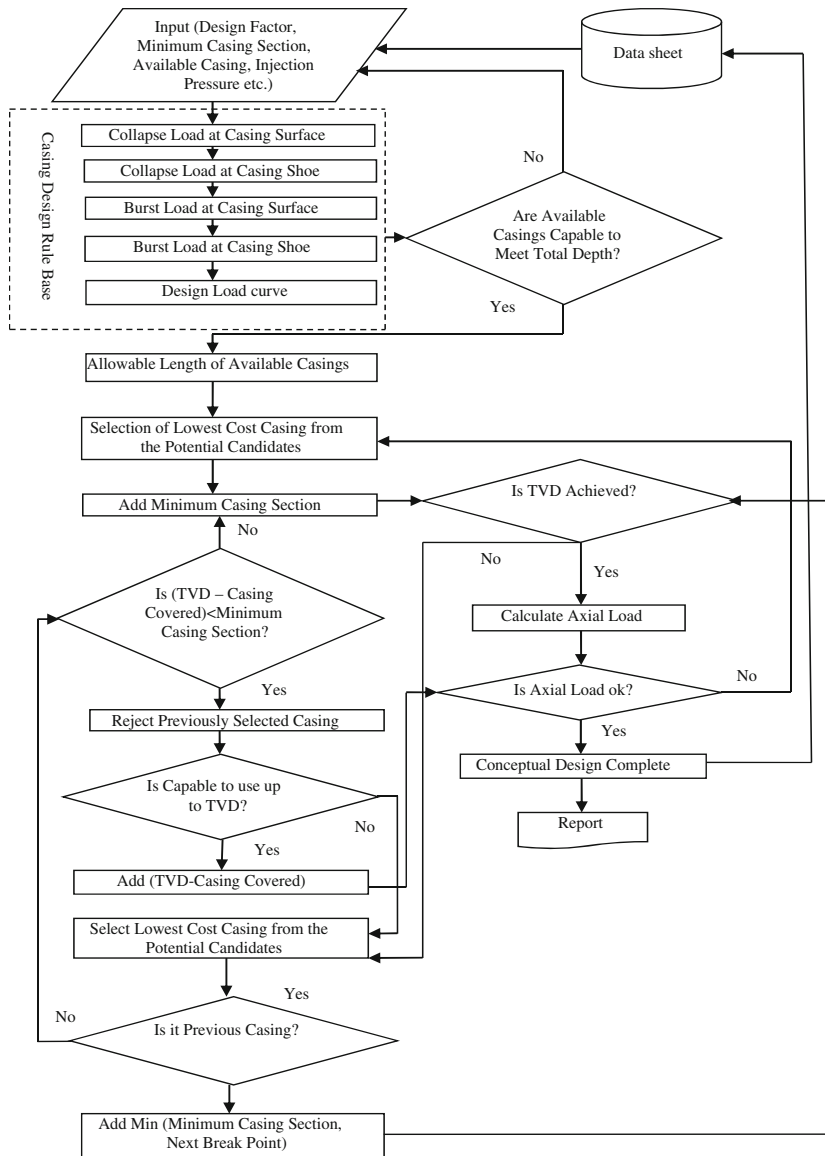 Input (Design Factor,
Minimum Casing Section,
Available Casing, Injection
Pressure etc.)
Data sheet
Casing Design Rule Base
Collapse Load at Casing Surface
Collapse Load at Casing Shoe
Burst Load at Casing Surface
Burst Load at Casing Shoe
Design Load curve
No
Are Available
Casings Capable to
Meet Total Depth?
Yes
Allowable Length of Available Casings
Selection of Lowest Cost Casing from
the Potential Candidates
Add Minimum Casing Section
Is TVD Achieved?
No
No
Yes
Is (TVD – Casing
Covered)<Minimum
Casing Section?
Calculate Axial Load
Yes
Is Axial Load ok?
No
Reject Previously Selected Casing
Yes
Conceptual Design Complete
Is Capable to use up
to TVD?
No
Report
Yes
Add (TVD-Casing Covered)
Select Lowest Cost Casing from the
Potential Candidates
Yes
No
Is it Previous Casing?
Add Min (Minimum Casing Section,
Next Break Point)